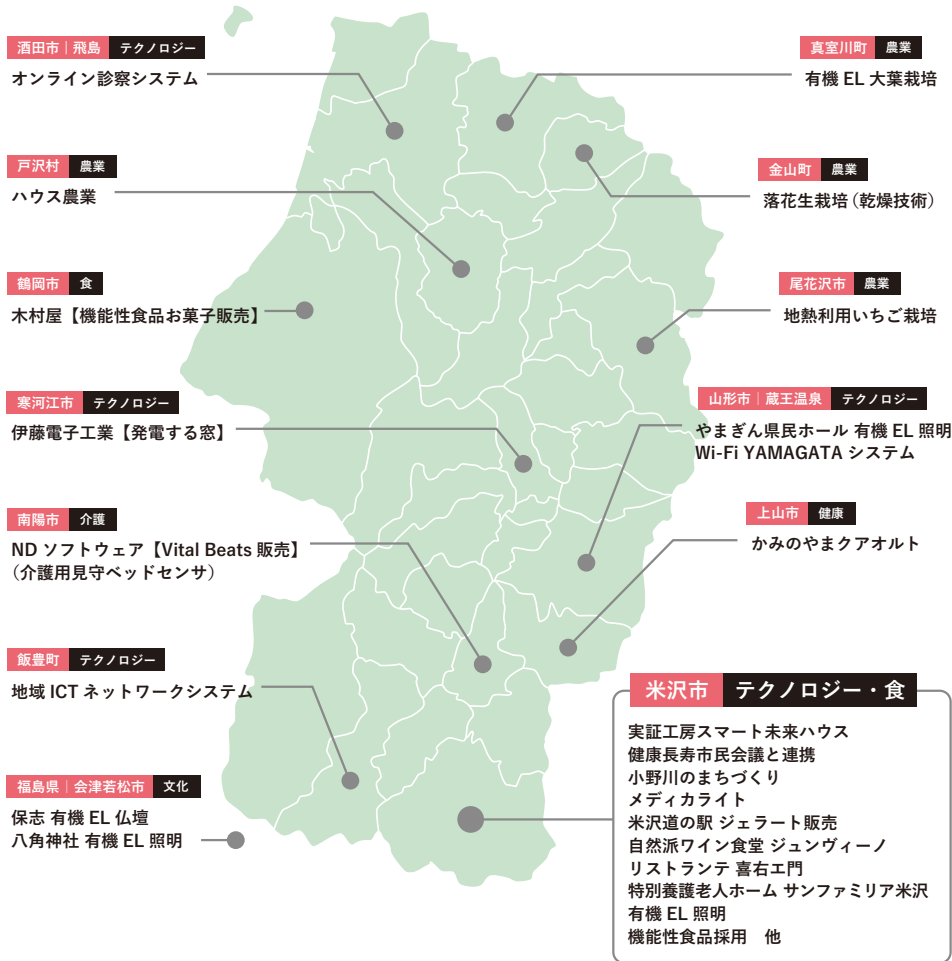 酒田市｜飛島 テクノロジー
オンライン診察システム
戸沢村 農業
ハウス農業
鶴岡市 食
木村屋【機能性食品お菓子販売】
寒河江市 テクノロジー
伊藤電子工業【発電する窓】
南陽市 介護
ND ソフトウェア【Vital Beats 販売】
（介護用見守ベッドセンサ）
飯豊町 テクノロジー
地域 ICT ネットワークシステム
福島県｜会津若松市 文化
保志 有機 EL 仏壇
八角神社 有機 EL 照明
真室川町 農業
有機 EL 大葉栽培
金山町 農業
落花生栽培（乾燥技術）
尾花沢市 農業
地熱利用いちご栽培
山形市｜蔵王温泉 テクノロジー
やまぎん県民ホール 有機 EL 照明
Wi-Fi YAMAGATA システム
上山市 健康
かみのやまクアオルト
米沢市 テクノロジー・食
実証工房スマート未来ハウス
健康長寿市民会議と連携
小野川のまちづくり
メディカライト
米沢道の駅 ジェラート販売
自然派ワイン食堂 ジュンヴィーノ
リストランテ 喜右エ門
特別養護老人ホーム サンファミリア米沢
有機 EL 照明
機能性食品採用　他